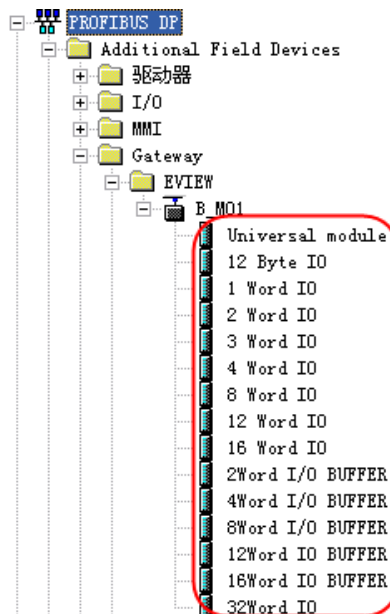 PROFIBUS DP
Additional Field Devices
驱动器
I/O
MMI
Gateway
EVIEW
B_MO1
Universal module
12 Byte IO
1 Word IO
2 Word IO
3 Word IO
4 Word IO
8 Word IO
12 Word IO
16 Word IO
2Word I/O BUFFER
4Word I/O BUFFER
8Word I/O BUFFER
12Word IO BUFFER
16Word IO BUFFER
32Word IO